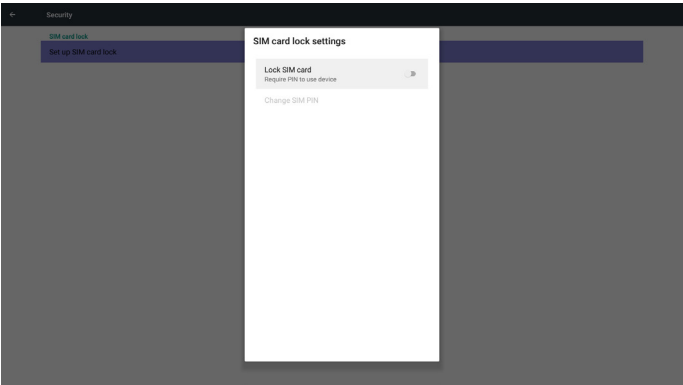 Security
SIM card lock
Set up SIM card lock
SIM card lock settings
Lock SIM card
Require PIN to use device
Change SIM PIN